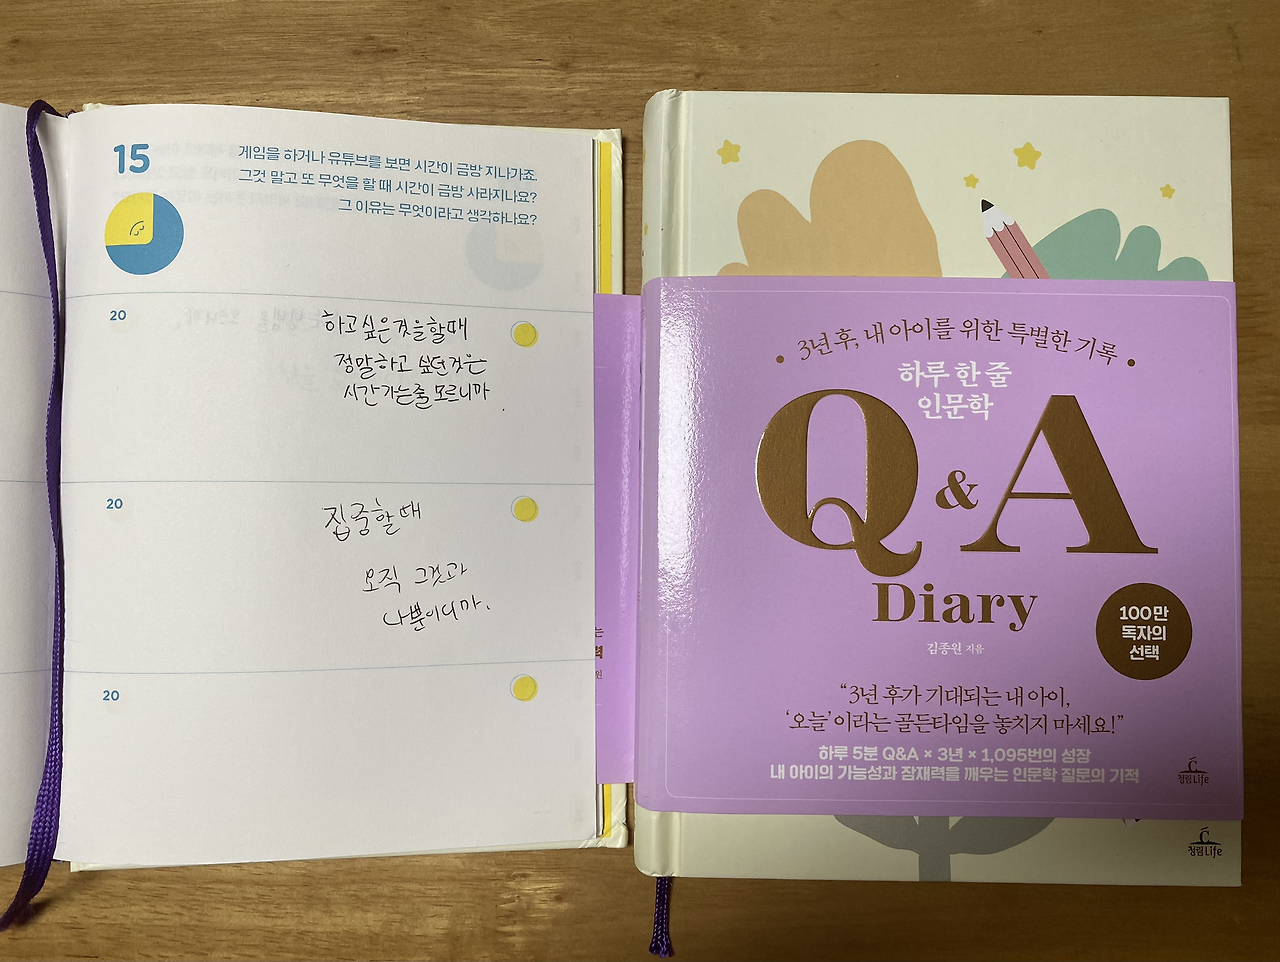 15
게임을 하거나 유튜브를 보면 시간이 금방 지나가죠.
그것 말고 또 무엇을 할 때 시간이 금방 사라지나요?
그 이유는 무엇이라고 생각하나요?
20
하고싶은것을할때
정말하고 싶던것은
시간가는줄모르니까.
20
집중할때
오직 그것과
나뿐이니까.
20
3년 후, 내 아이를 위한 특별한 기록
하루 한 줄
인문학
Q & A
Diary
김종원 지음
100만
독자의
선택
“3년 후가 기대되는 내 아이,
‘오늘’이라는 골든타임을 놓치지 마세요!”
하루 5분 Q&A × 3년 × 1,095번의 성장
내 아이의 가능성과 잠재력을 깨우는 인문학 질문의 기적
청림Life
청림Life